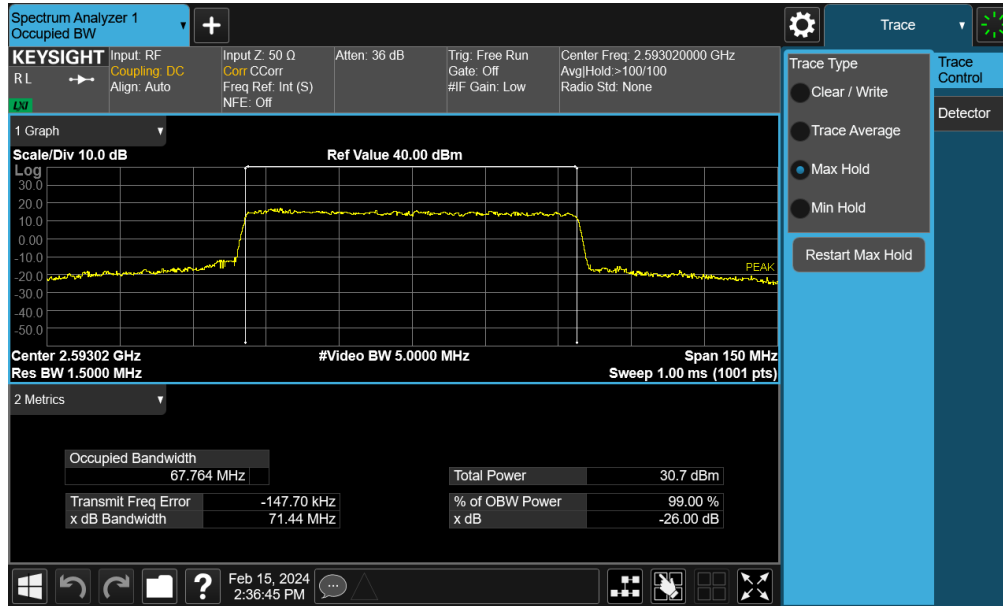 Spectrum Analyzer 1
Occupied BW
+
Trace
KEYSIGHT
R L
LXI
Input: RF
Coupling: DC
Align: Auto
Input Z: 50 Ω
Corr CCorr
Freq Ref: Int (S)
NFE: Off
Atten: 36 dB
Trig: Free Run
Gate: Off
#IF Gain: Low
Center Freq: 2.593020000 GHz
Avg|Hold:>100/100
Radio Std: None
1 Graph
Scale/Div 10.0 dB
Ref Value 40.00 dBm
Log
30.0
20.0
10.0
0.00
-10.0
-20.0
-30.0
-40.0
-50.0
PEAK
Center 2.59302 GHz
#Video BW 5.0000 MHz
Span 150 MHz
Res BW 1.5000 MHz
Sweep 1.00 ms (1001 pts)
2 Metrics
Occupied Bandwidth
67.764 MHz
Total Power 30.7 dBm
Transmit Freq Error -147.70 kHz
% of OBW Power 99.00 %
x dB Bandwidth 71.44 MHz
x dB -26.00 dB
Trace Type
Clear / Write
Trace Average
Max Hold
Min Hold
Restart Max Hold
Trace
Control
Detector
?
Feb 15, 2024
2:36:45 PM